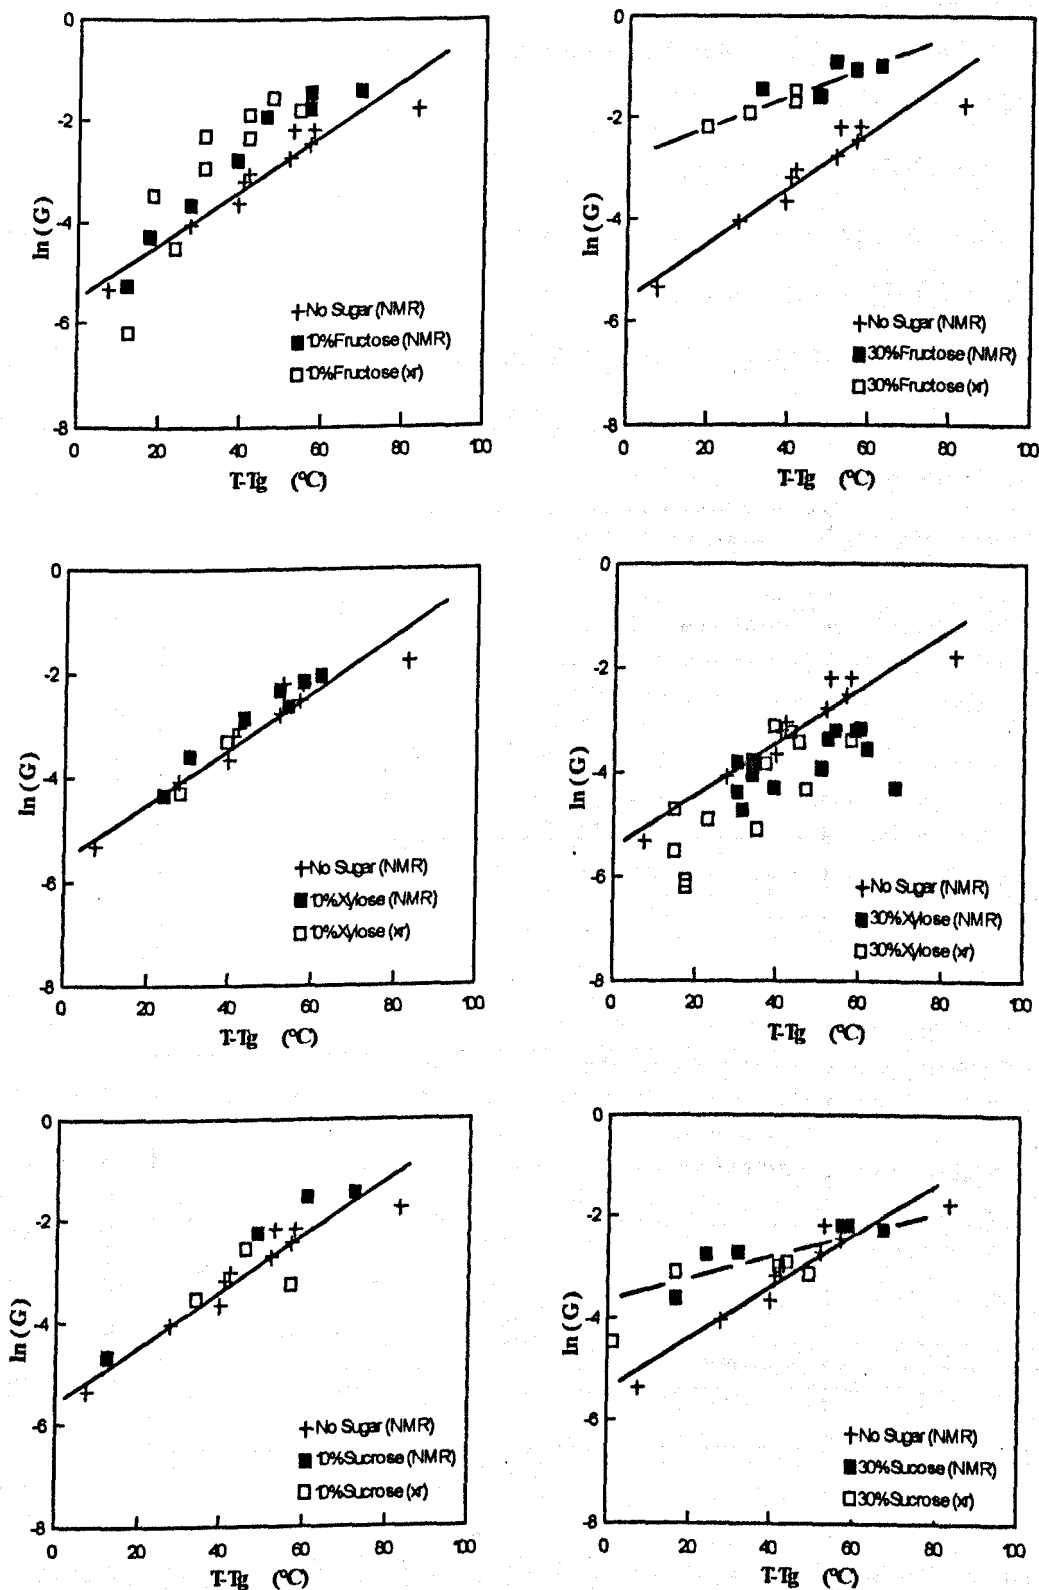 0
-2
-4
-6
-8
ln (G)
+ No Sugar (NMR)
■ 10%Fructose (NMR)
□ 10%Fructose (xr)
0 20 40 60 80 100
T-Tg (°C)
0
-2
-4
-6
-8
ln (G)
+ No Sugar (NMR)
■ 30%Fructose (NMR)
□ 30%Fructose (xr)
0 20 40 60 80 100
T-Tg (°C)
0
-2
-4
-6
-8
ln (G)
+ No Sugar (NMR)
■ 10%Xylose (NMR)
□ 10%Xylose (xr)
0 20 40 60 80 100
T-Tg (°C)
0
-2
-4
-6
-8
ln (G)
+ No Sugar (NMR)
■ 30%Xylose (NMR)
□ 30%Xylose (xr)
0 20 40 60 80 100
T-Tg (°C)
0
-2
-4
-6
-8
ln (G)
+ No Sugar (NMR)
■ 10%Sucrose (NMR)
□ 10%Sucrose (xr)
0 20 40 60 80 100
T-Tg (°C)
0
-2
-4
-6
-8
ln (G)
+ No Sugar (NMR)
■ 30%Sucose (NMR)
□ 30%Sucrose (xr)
0 20 40 60 80 100
T-Tg (°C)